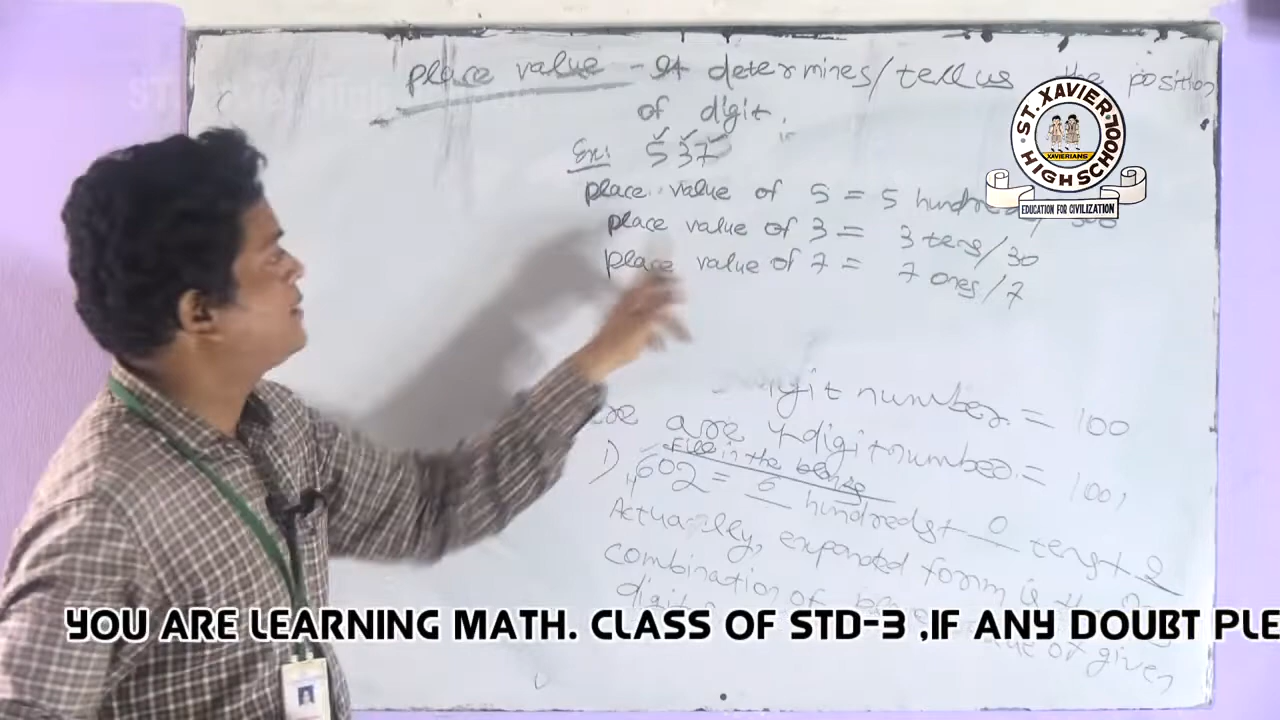 place value - It determines/tell us the position
of digit.
Ex: 537
place value of 5 = 5 hundreds/500
place value of 3 = 3 tens/30
place value of 7 = 7 ones/7
digit number = 100
are 4 digit number = 100,
Fill in the blanks
1) 602 = 6 hundreds + 0 tens + 2
Actually, expanded form is the
combination of
digit value of given
ST. XAVIER'S HIGH SCHOOL
XAVIERIANS
EDUCATION FOR CIVILIZATION
YOU ARE LEARNING MATH. CLASS OF STD-3 ,IF ANY DOUBT PLE